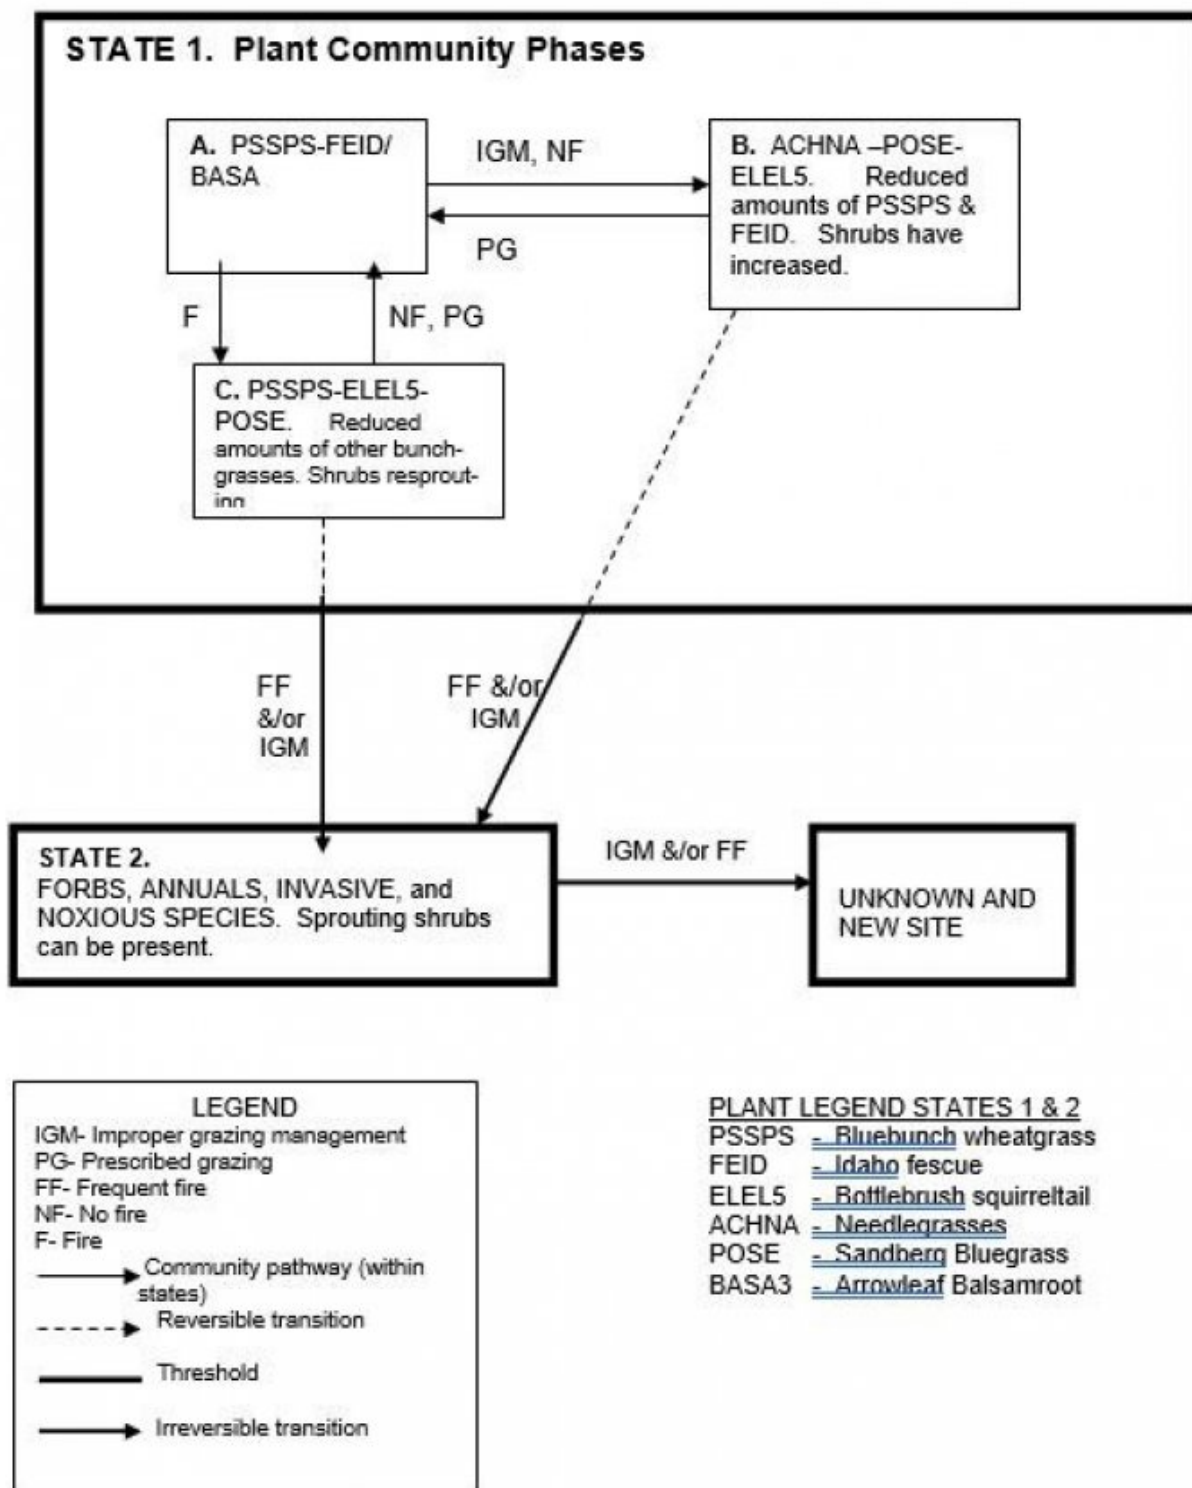 STATE 1. Plant Community Phases
A. PSSPS-FEID/
BASA
IGM, NF
PG
B. ACHNA –POSE-
ELEL5. Reduced
amounts of PSSPS &
FEID. Shrubs have
increased.
F
NF, PG
C. PSSPS-ELEL5-
POSE. Reduced
amounts of other bunch-
grasses. Shrubs resprout-
ing
FF
&/or
IGM
FF &/or
IGM
STATE 2.
FORBS, ANNUALS, INVASIVE, and
NOXIOUS SPECIES. Sprouting shrubs
can be present.
IGM &/or FF
UNKNOWN AND
NEW SITE
LEGEND
IGM- Improper grazing management
PG- Prescribed grazing
FF- Frequent fire
NF- No fire
F- Fire
Community pathway (within
states)
Reversible transition
Threshold
Irreversible transition
PLANT LEGEND STATES 1 & 2
PSSPS - Bluebunch wheatgrass
FEID - Idaho fescue
ELEL5 - Bottlebrush squirreltail
ACHNA - Needlegrasses
POSE - Sandberg Bluegrass
BASA3 - Arrowleaf Balsamroot